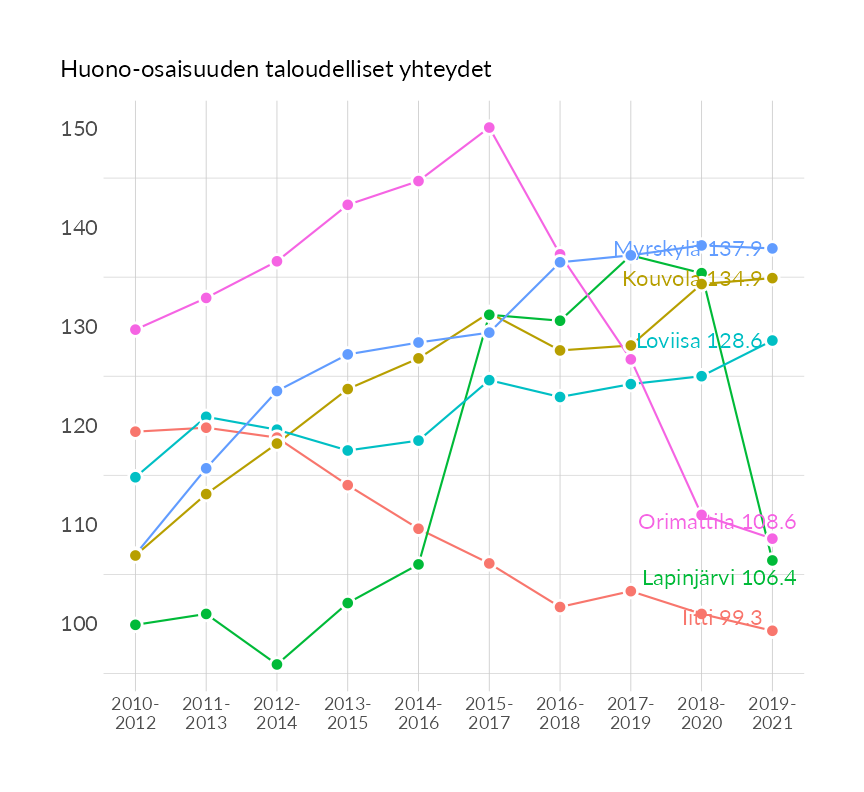 Huono-osaisuuden taloudelliset yhteydet
150
140
130
120
110
100
Myrskylä 137.9
Kouvola 134.9
Loviisa 128.6
Orimattila 108.6
Lapinjärvi 106.4
Iitti 99.3
2010- 2011- 2012- 2013- 2014- 2015- 2016- 2017- 2018- 2019-
2012 2013 2014 2015 2016 2017 2018 2019 2020 2021